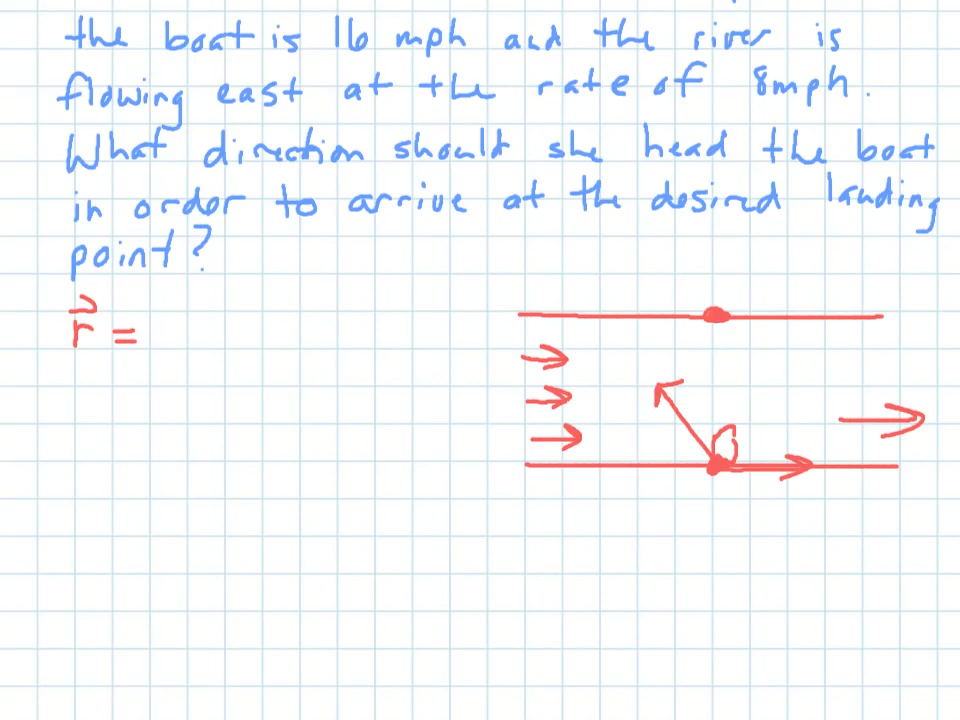 the boat is 16 mph and the river is
flowing east at the rate of 8mph.
What direction should she head the boat
in order to arrive at the desired landing
point?
r⃗ =